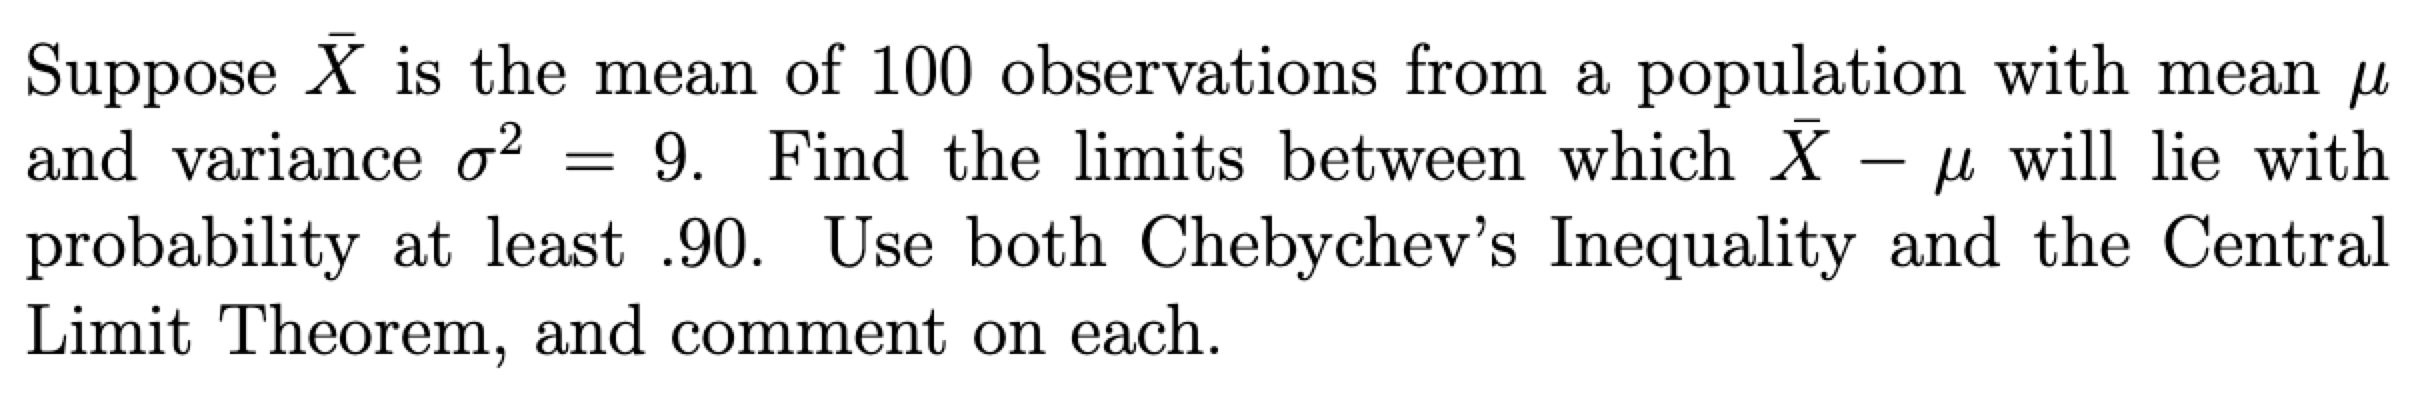 Suppose X̄ is the mean of 100 observations from a population with mean μ
and variance σ² = 9. Find the limits between which X̄ − μ will lie with
probability at least .90. Use both Chebychev’s Inequality and the Central
Limit Theorem, and comment on each.